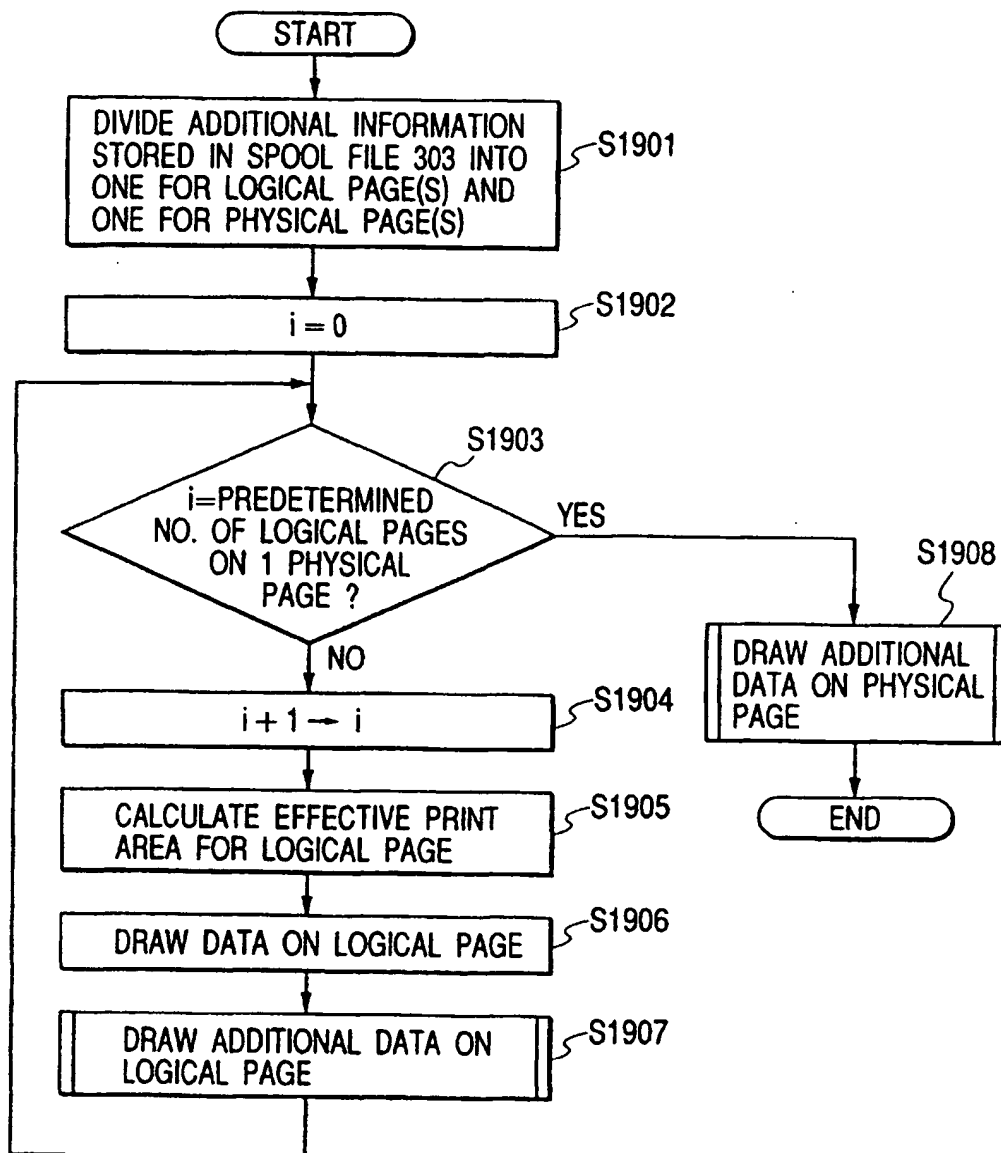 START
DIVIDE ADDITIONAL INFORMATION
STORED IN SPOOL FILE 303 INTO
ONE FOR LOGICAL PAGE(S) AND
ONE FOR PHYSICAL PAGE(S)
S1901
i = 0
S1902
S1903
i=PREDETERMINED
NO. OF LOGICAL PAGES
ON 1 PHYSICAL
PAGE ?
YES
NO
S1908
DRAW ADDITIONAL
DATA ON PHYSICAL
PAGE
END
i + 1 → i
S1904
CALCULATE EFFECTIVE PRINT
AREA FOR LOGICAL PAGE
S1905
DRAW DATA ON LOGICAL PAGE
S1906
DRAW ADDITIONAL DATA ON
LOGICAL PAGE
S1907